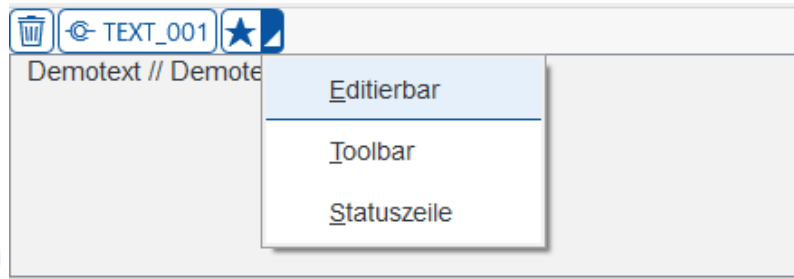 TEXT_001
Demotext // Demote
Editierbar
Toolbar
Statuszeile